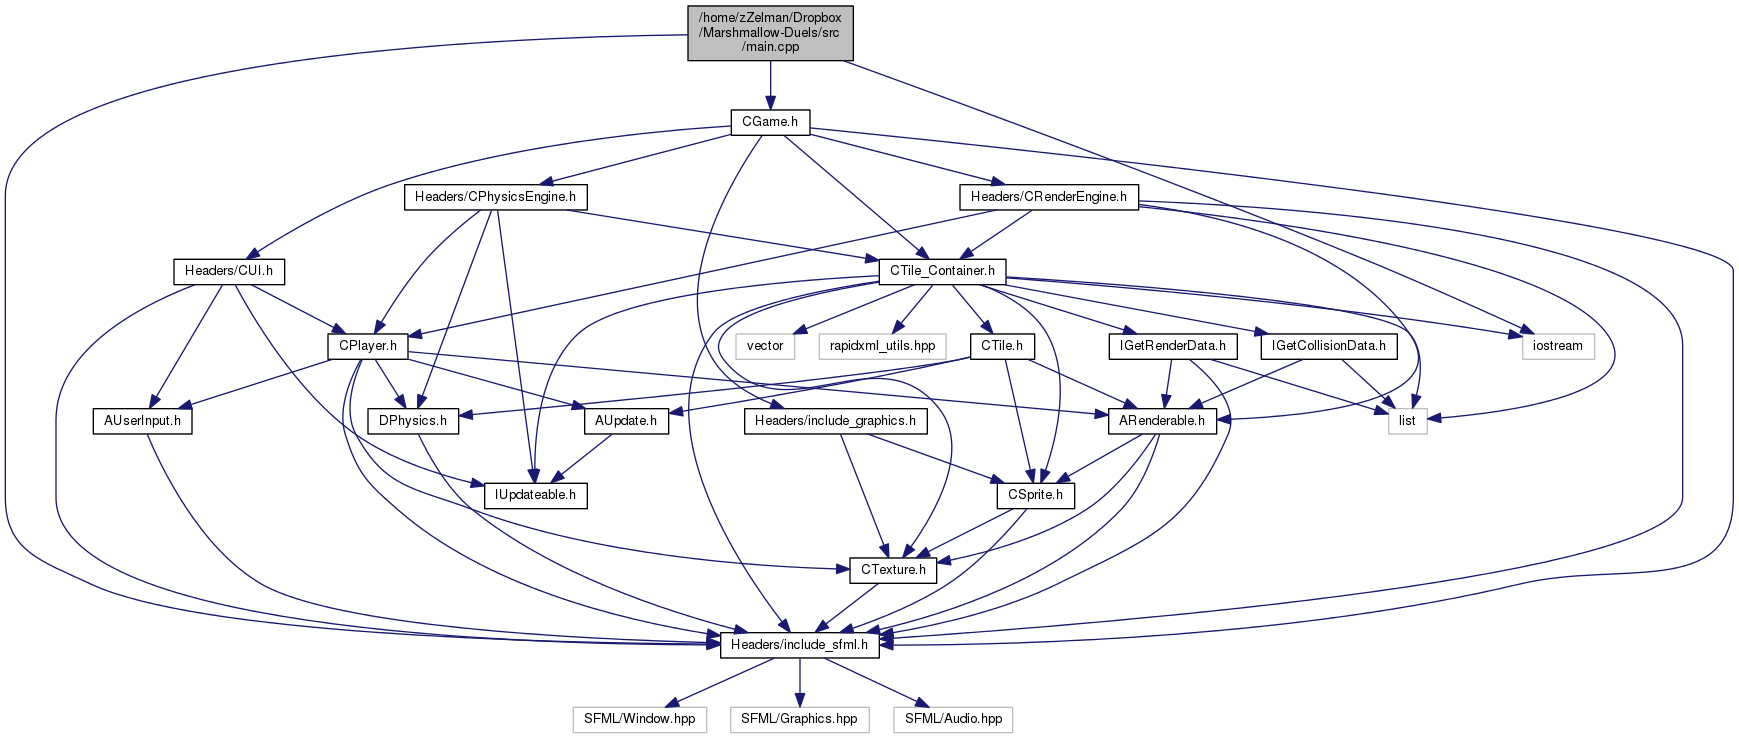 /home/zZelman/Dropbox
/Marshmallow-Duels/src
/main.cpp
CGame.h
Headers/CPhysicsEngine.h
Headers/CRenderEngine.h
Headers/CUI.h
CTile_Container.h
CPlayer.h
vector
rapidxml_utils.hpp
CTile.h
IGetRenderData.h
IGetCollisionData.h
iostream
AUserInput.h
DPhysics.h
AUpdate.h
Headers/include_graphics.h
ARenderable.h
list
IUpdateable.h
CSprite.h
CTexture.h
Headers/include_sfml.h
SFML/Window.hpp
SFML/Graphics.hpp
SFML/Audio.hpp